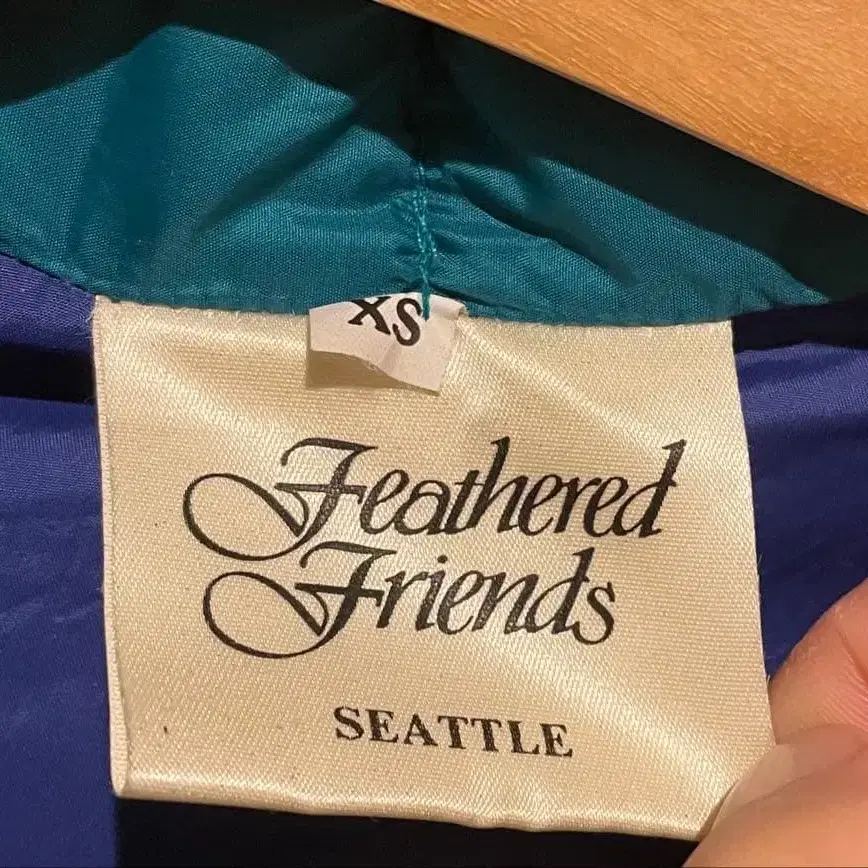 XS
Feathered
Friends
SEATTLE